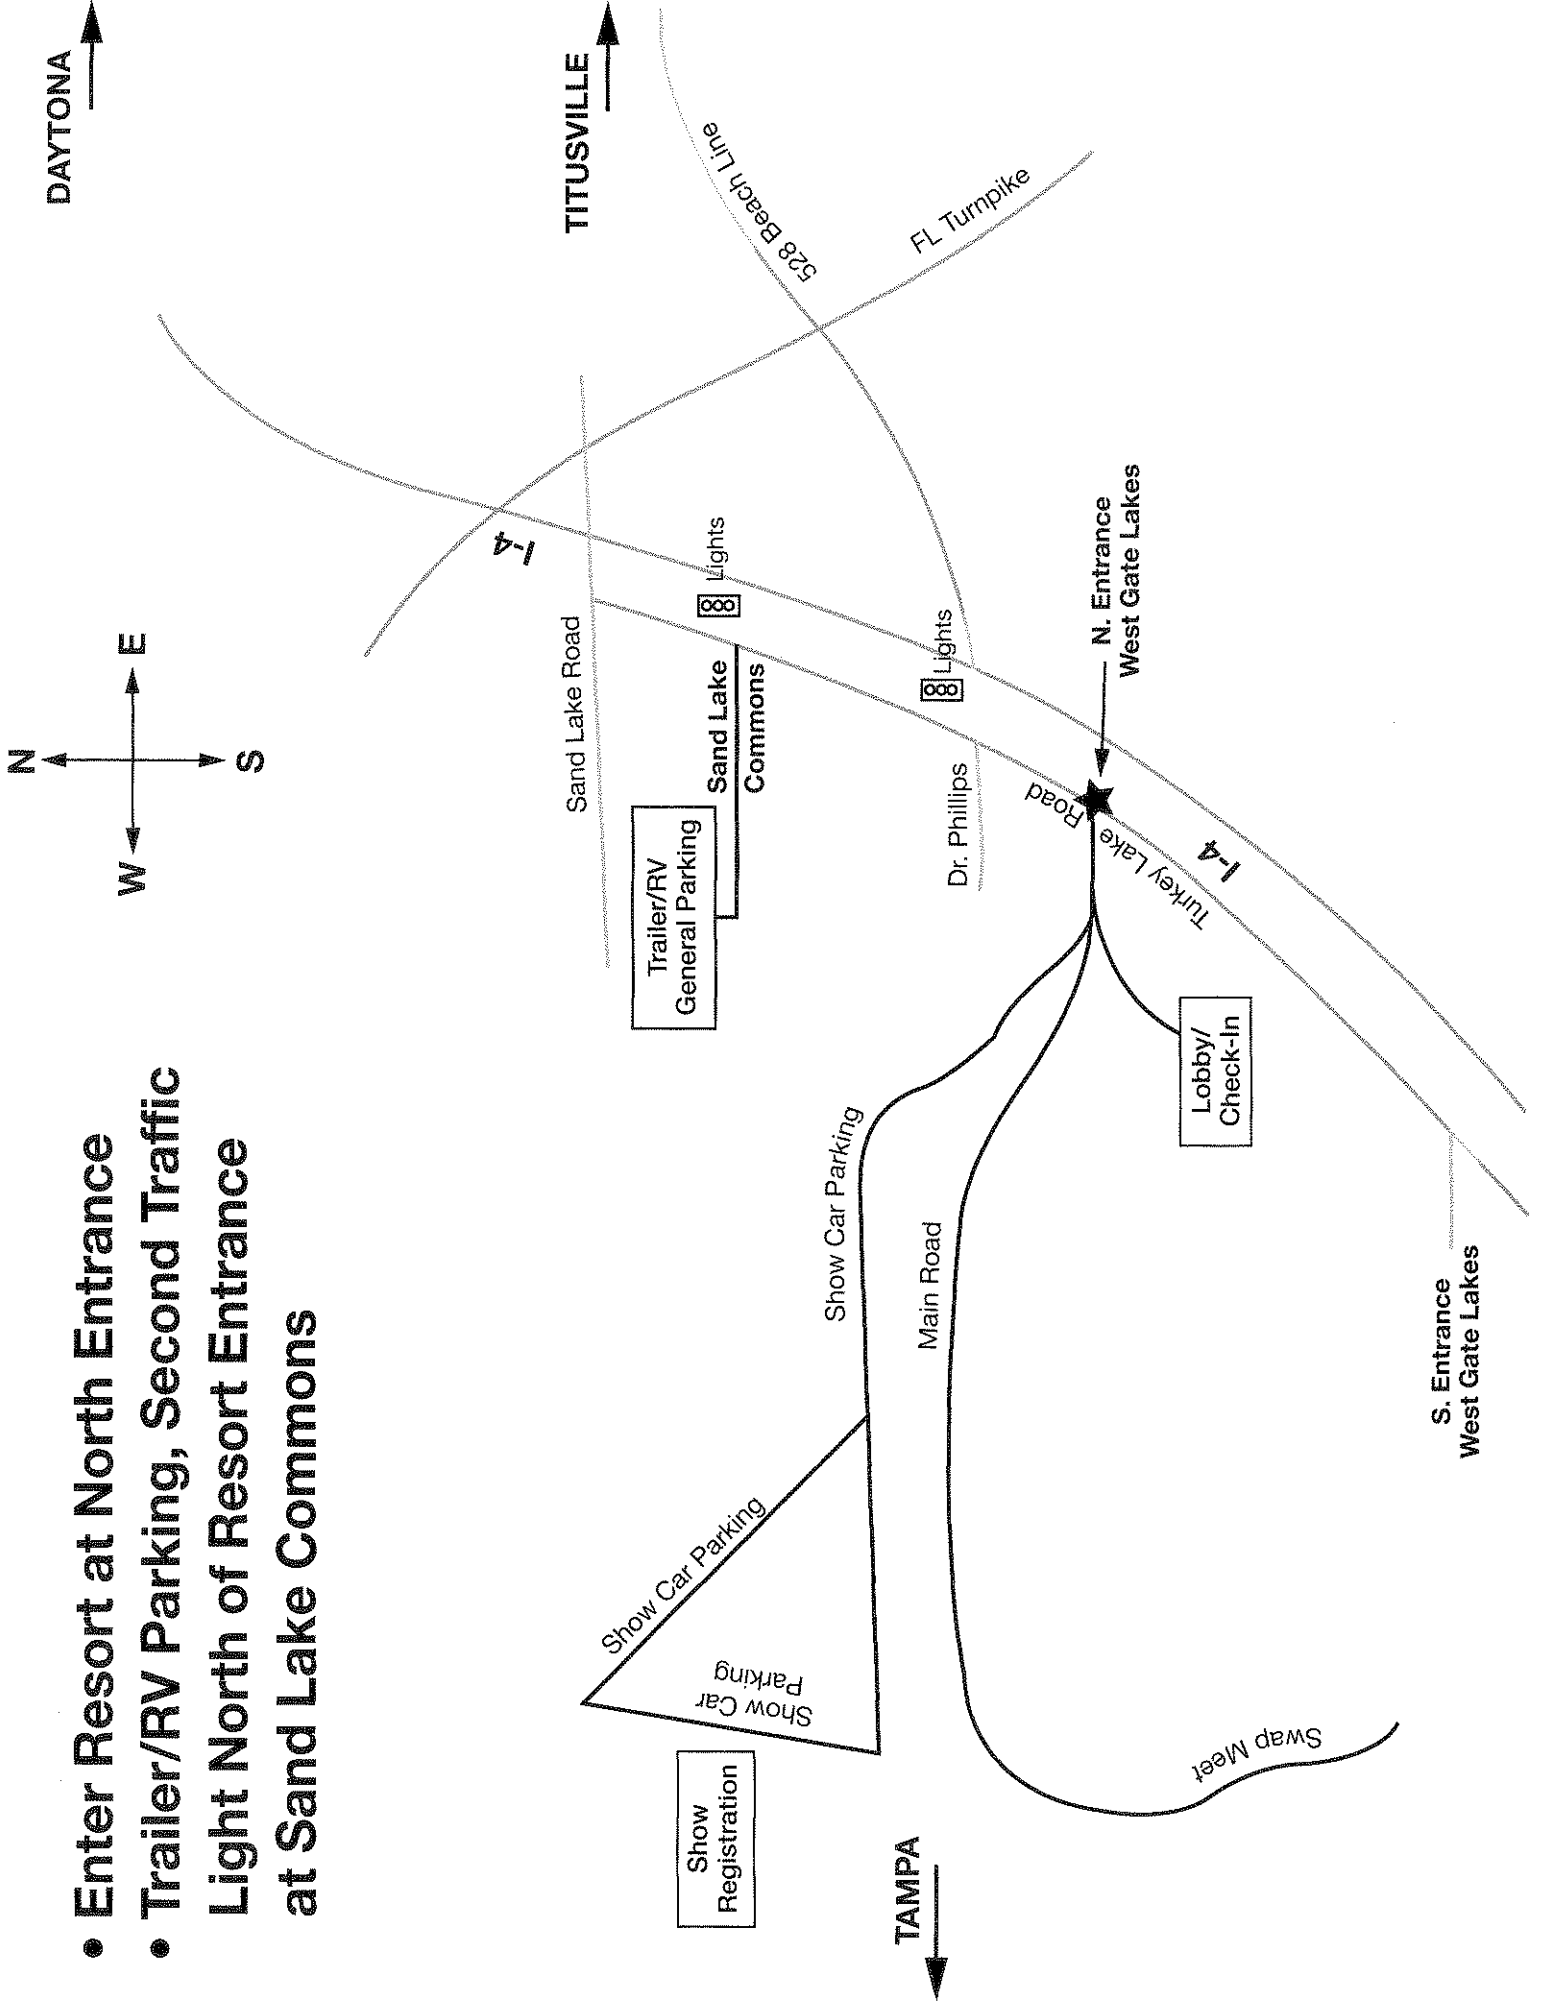 • Enter Resort at North Entrance
• Trailer/RV Parking, Second Traffic
Light North of Resort Entrance
at Sand Lake Commons
N
W
E
S
DAYTONA
TITUSVILLE
528 Beach Line
FL Turnpike
I-4
Sand Lake Road
Lights
Sand Lake
Commons
Trailer/RV
General Parking
Lights
Dr. Phillips
N. Entrance
West Gate Lakes
Turkey Lake
Road
I-4
Lobby/
Check-In
Show Car Parking
Main Road
Show Car Parking
Show Car
Parking
Show
Registration
TAMPA
Swap Meet
S. Entrance
West Gate Lakes